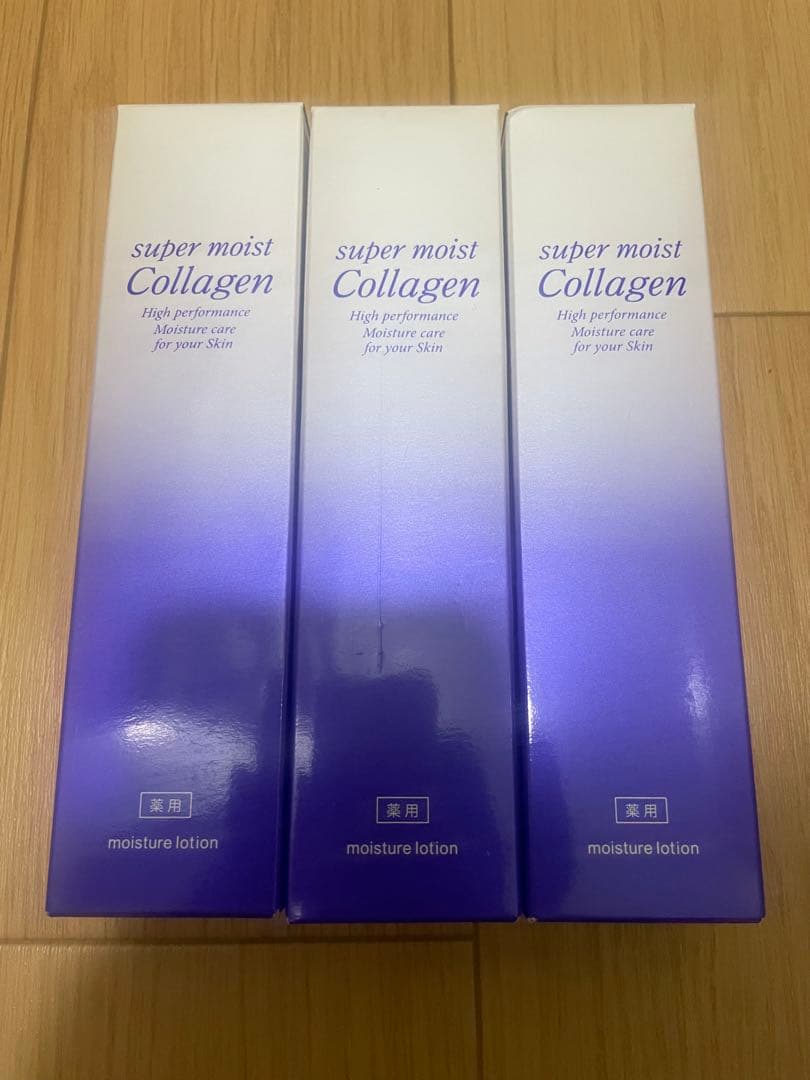 super moist
Collagen
High performance
Moisture care
for your Skin
薬用
moisture lotion
super moist
Collagen
High performance
Moisture care
for your Skin
薬用
moisture lotion
super moist
Collagen
High performance
Moisture care
for your Skin
薬用
moisture lotion